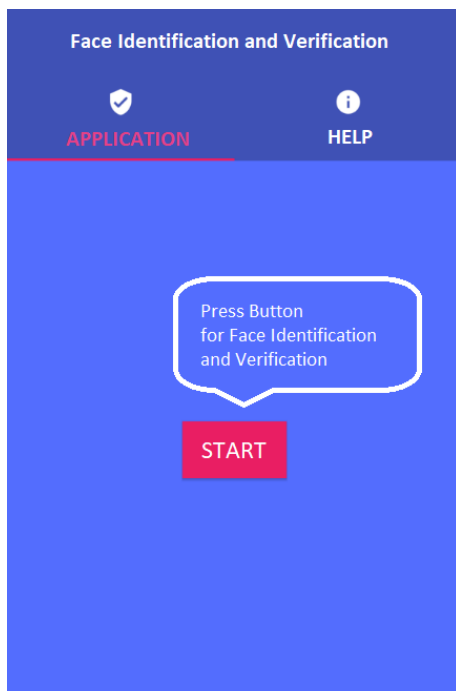 Face Identification and Verification
APPLICATION
HELP
Press Button
for Face Identification
and Verification
START